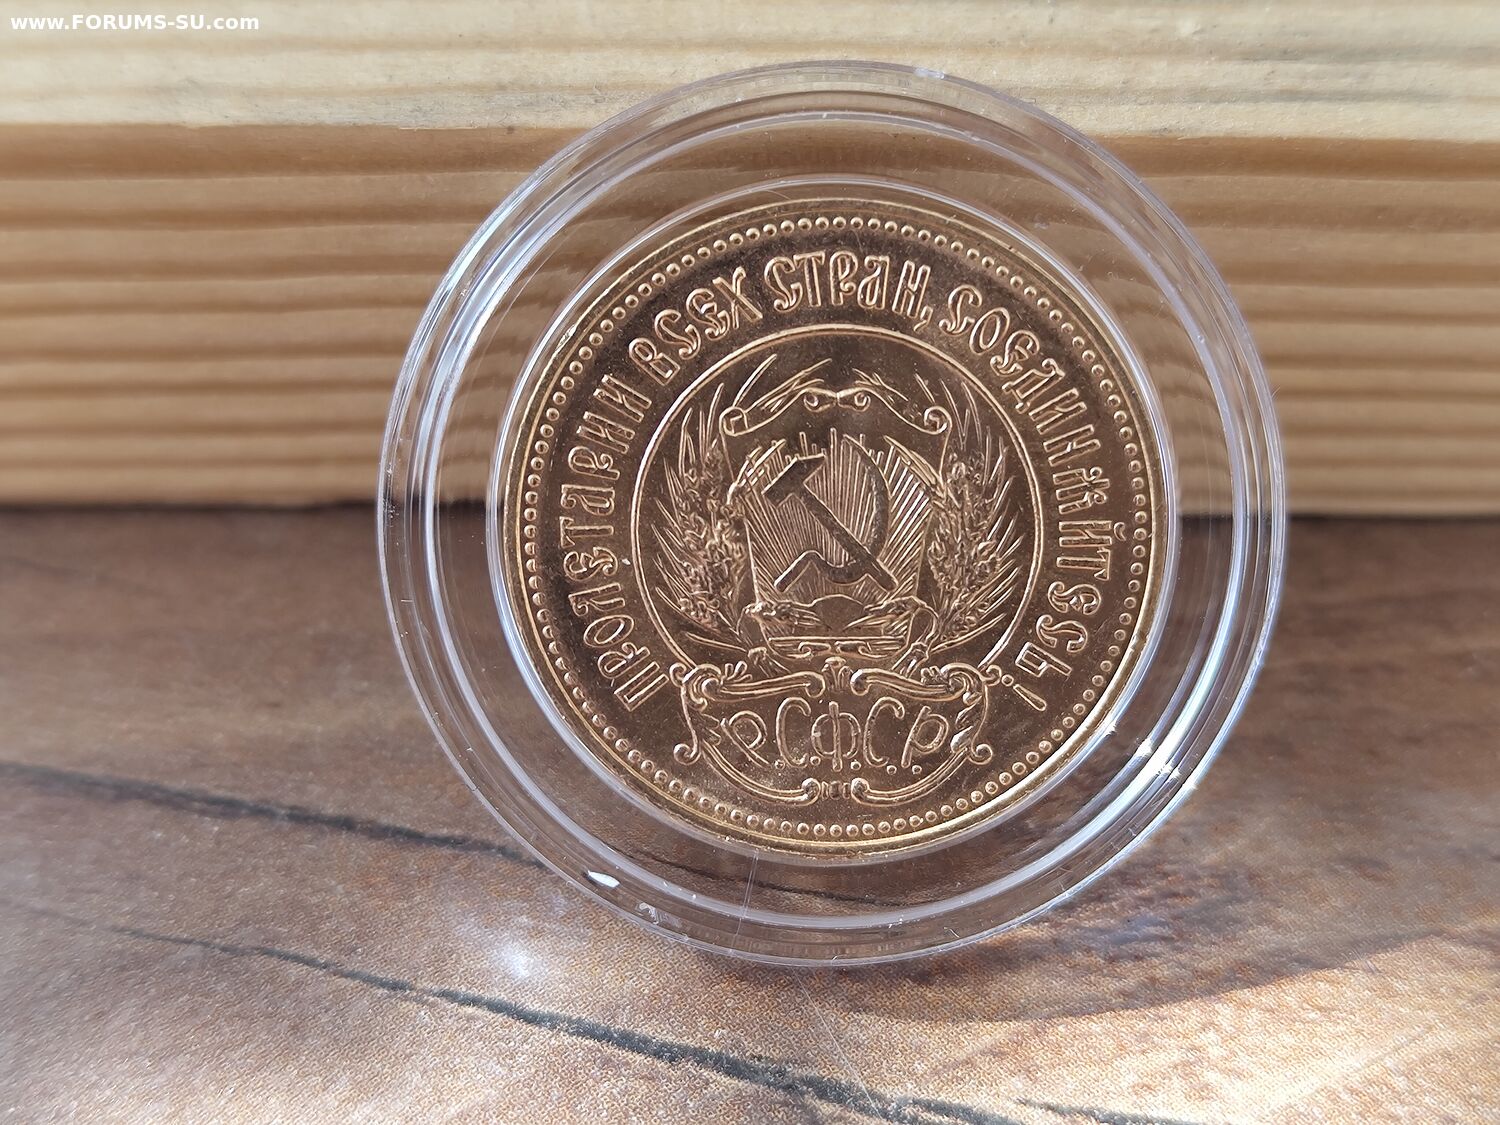 www.FORUMS-SU.com
ПРОЛЕТАРИИ ВСЕХ СТРАН, СОЕДИНЯЙТЕСЬ!
Р.С.Ф.С.Р.